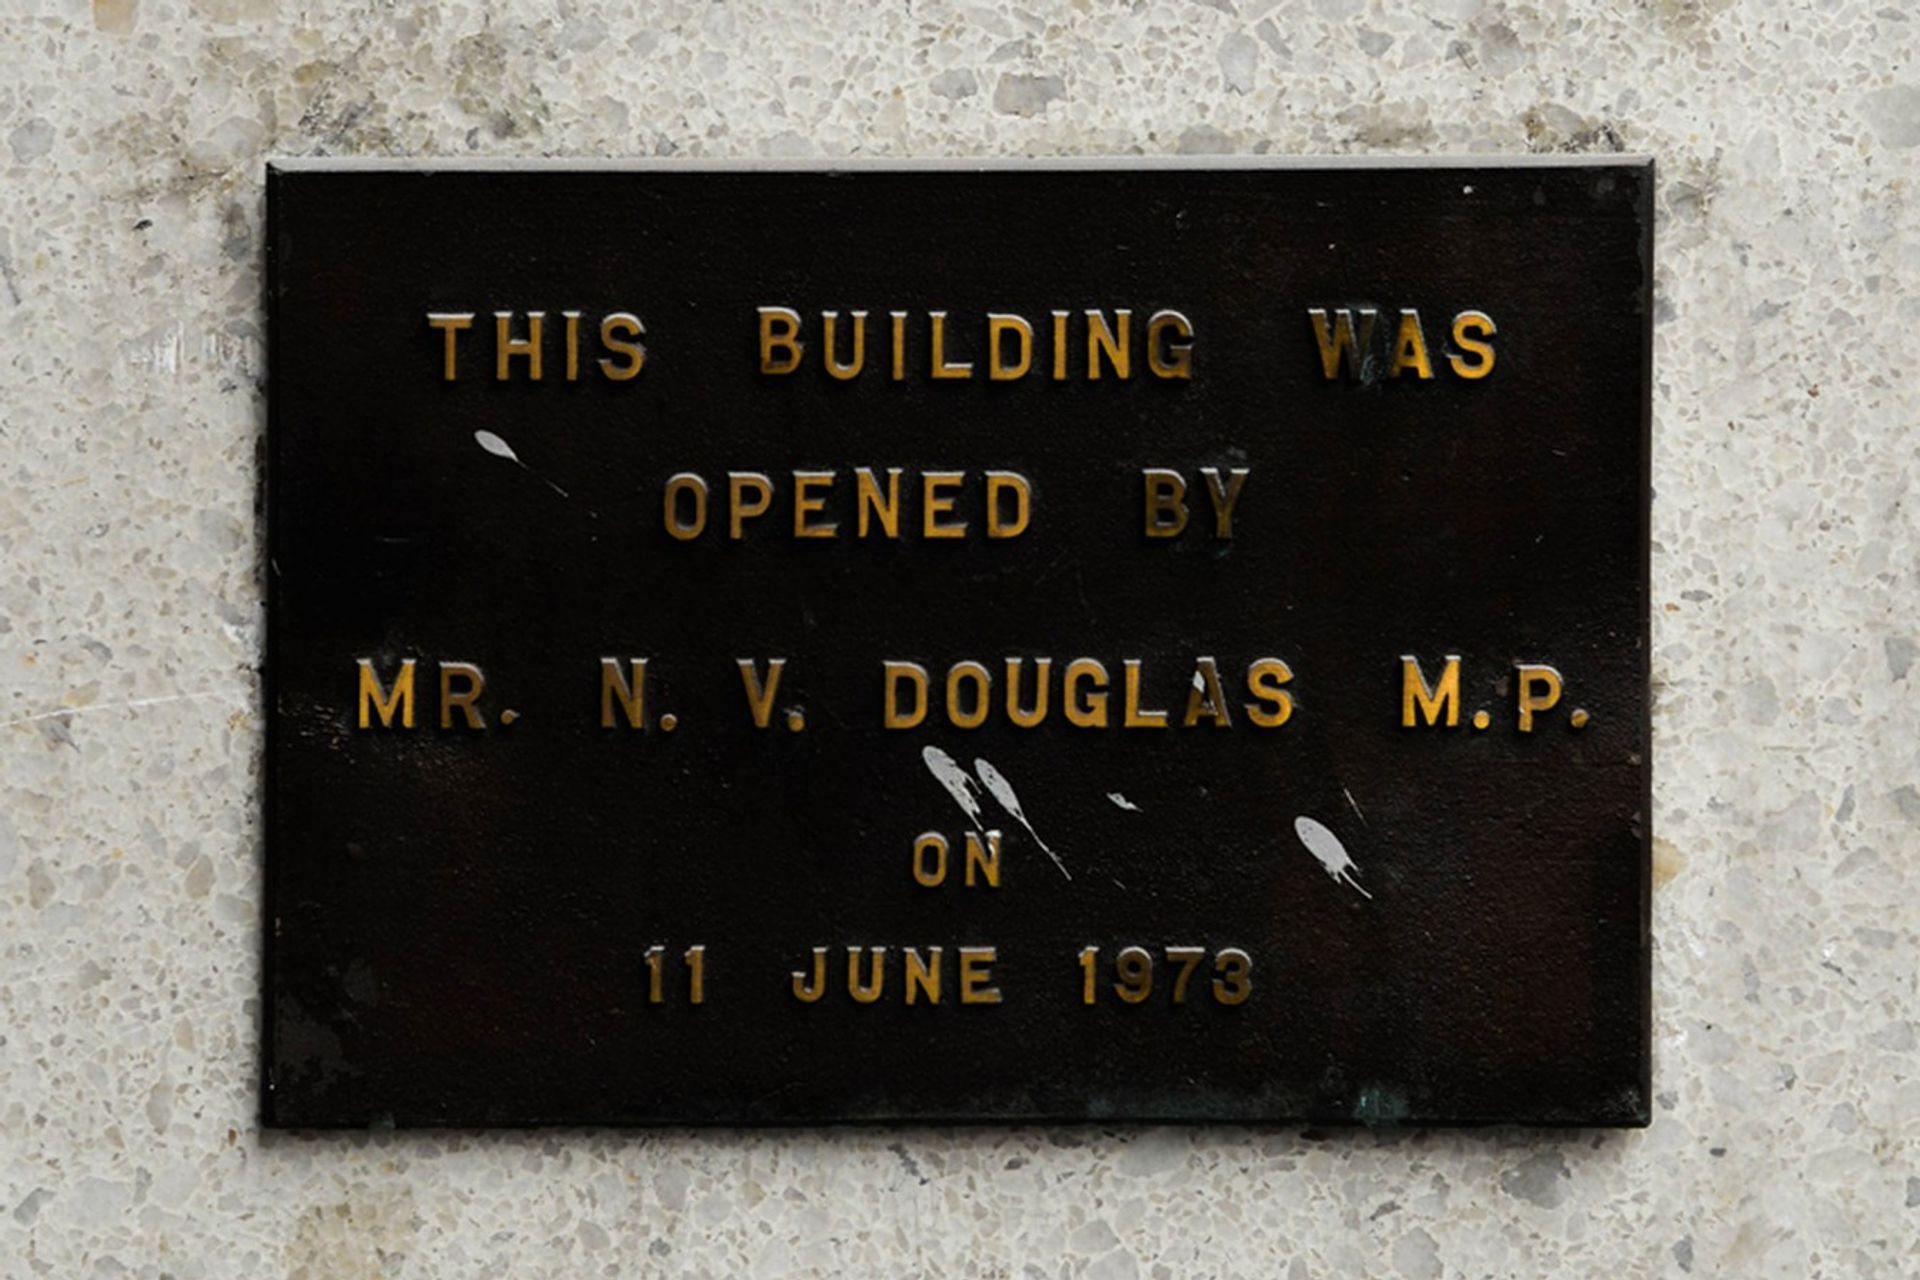 THIS BUILDING WAS
OPENED BY
MR. N. V. DOUGLAS M.P.
ON
11 JUNE 1973